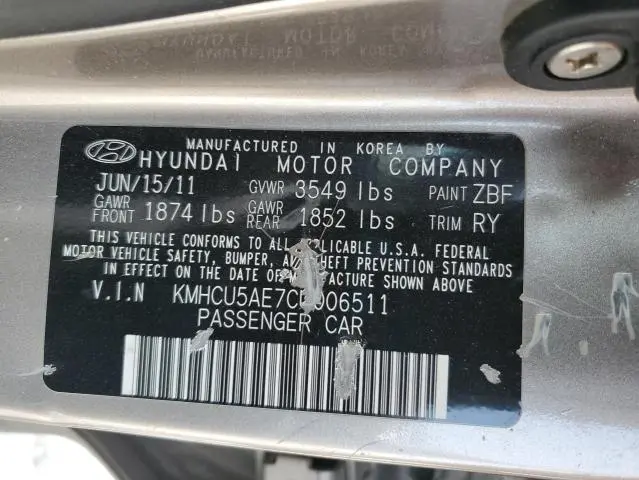 MANUFACTURED IN KOREA BY
HYUNDAI MOTOR COMPANY
JUN/15/11 GVWR 3549 lbs PAINT ZBF
GAWR FRONT 1874 lbs GAWR REAR 1852 lbs TRIM RY
THIS VEHICLE CONFORMS TO ALL APPLICABLE U.S.A. FEDERAL
MOTOR VEHICLE SAFETY, BUMPER, AND THEFT PREVENTION STANDARDS
IN EFFECT ON THE DATE OF MANUFACTURE SHOWN ABOVE.
V.I.N
PASSENGER CAR